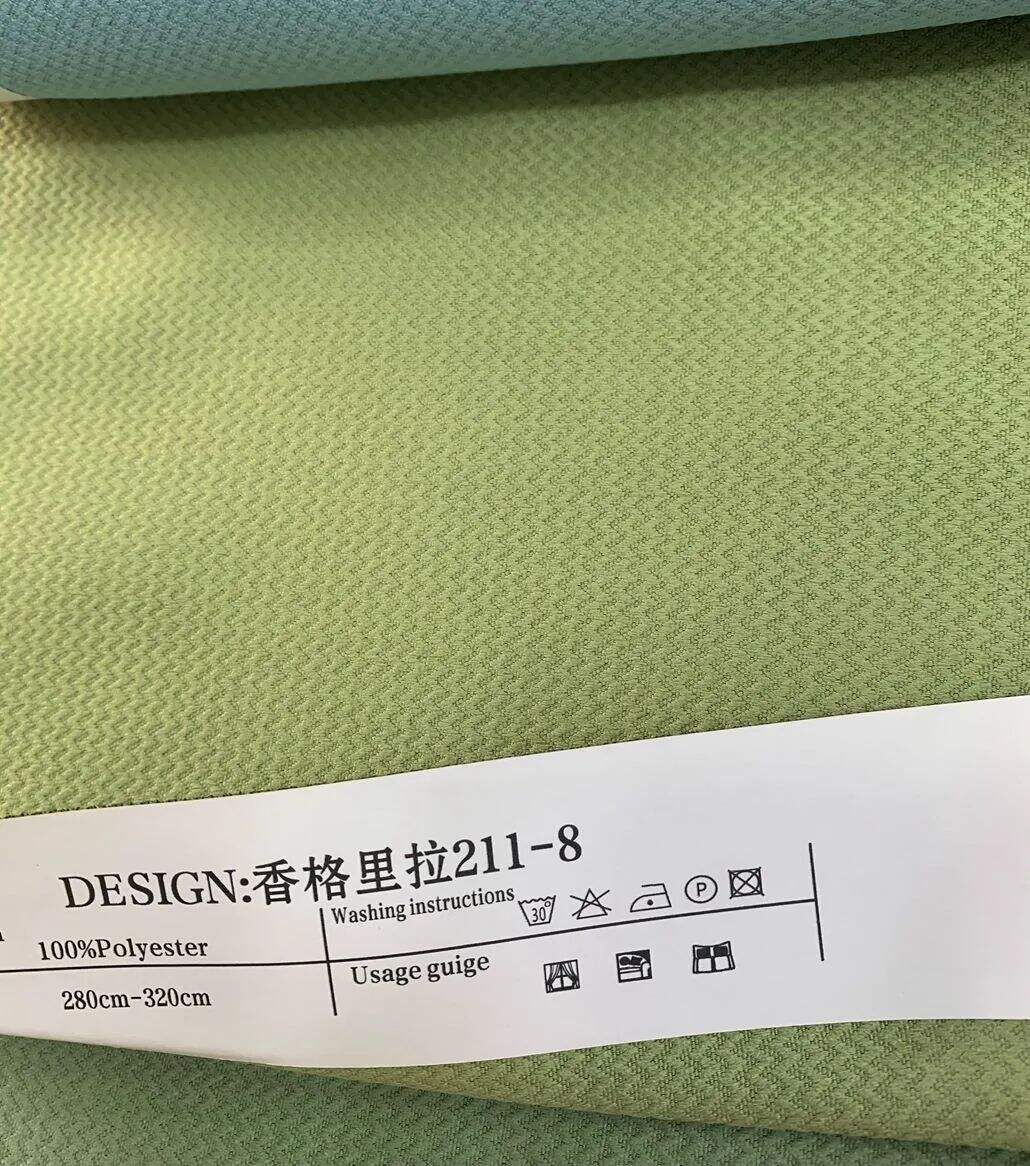 DESIGN:香格里拉211-8
100%Polyester
Washing instructions
30°
P
280cm-320cm
Usage guige